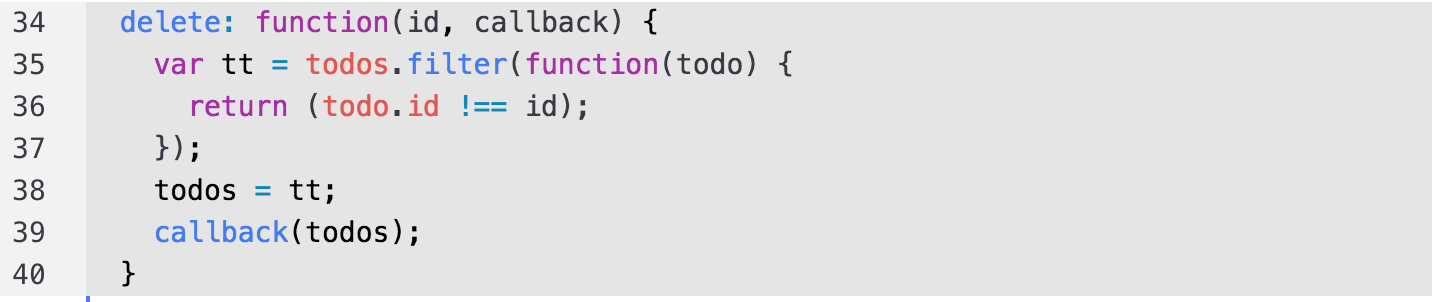 34 delete: function(id, callback) {
35 var tt = todos.filter(function(todo) {
36 return (todo.id !== id);
37 });
38 todos = tt;
39 callback(todos);
40 }